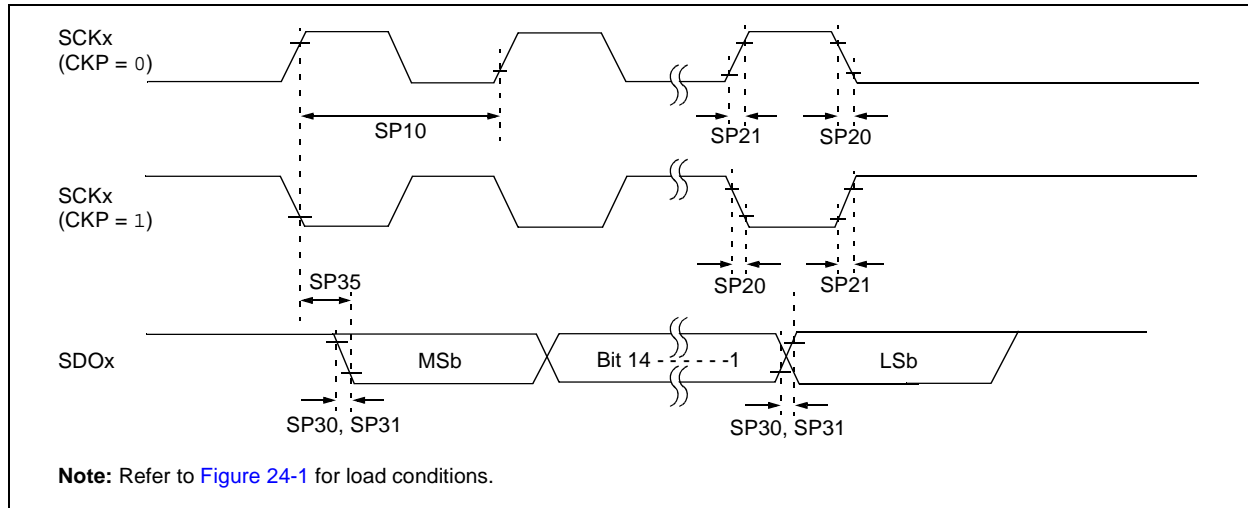 SCKx
(CKP = 0)
SP10
SP21
SP20
SCKx
(CKP = 1)
SP35
SP20
SP21
SDOx
MSb
Bit 14 - - - - - -1
LSb
SP30, SP31
SP30, SP31
Note: Refer to Figure 24-1 for load conditions.